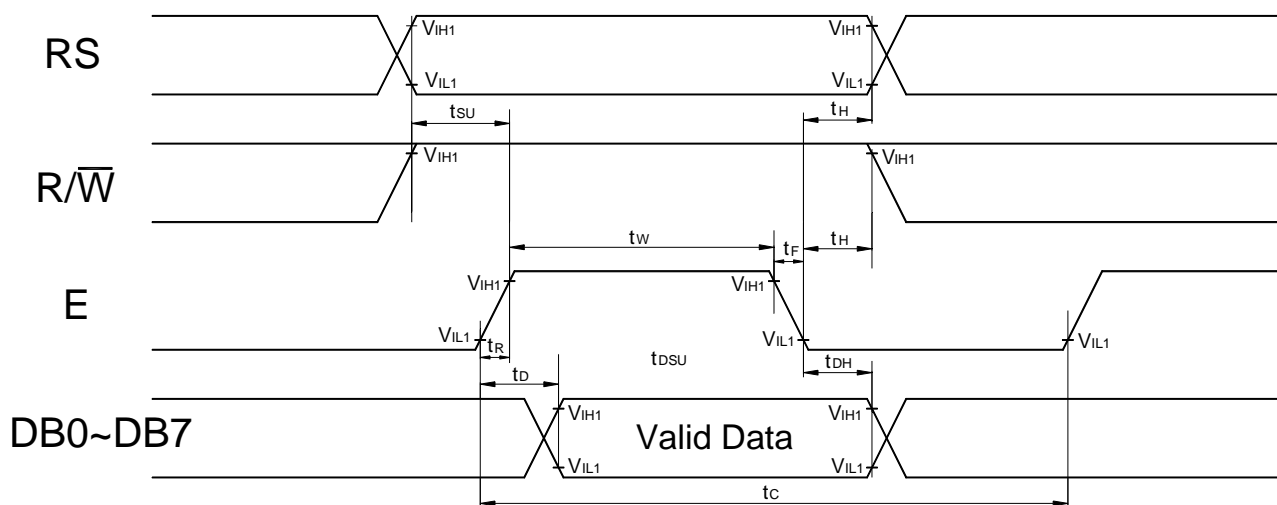 RS
VIH1
VIL1
VIH1
VIL1
tSU
tH
R/W̅
VIH1
VIH1
tW
tF
tH
E
VIH1
VIL1
VIH1
VIL1
VIL1
tR
tD
tDSU
tDH
DB0~DB7
VIH1
VIL1
Valid Data
VIH1
VIL1
tC